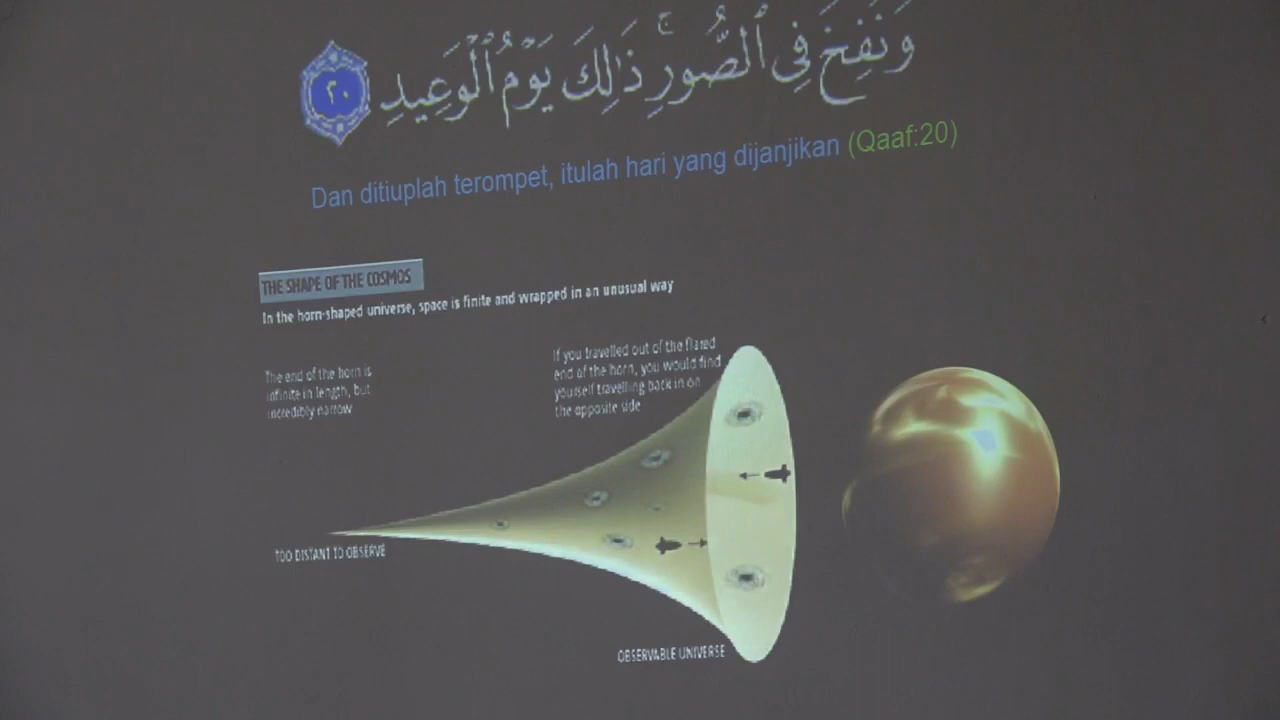 وَنُفِخَ فِي ٱلصُّورِ ۚ ذَٰلِكَ يَوْمُ ٱلْوَعِيدِ ٢٠
Dan ditiuplah terompet, itulah hari yang dijanjikan (Qaaf:20)
THE SHAPE OF THE COSMOS
In the horn-shaped universe, space is finite and wrapped in an unusual way
The end of the horn is
infinite in length, but
incredibly narrow
If you travelled out of the flared
end of the horn, you would find
yourself travelling back in on
the opposite side
TOO DISTANT TO OBSERVE
OBSERVABLE UNIVERSE